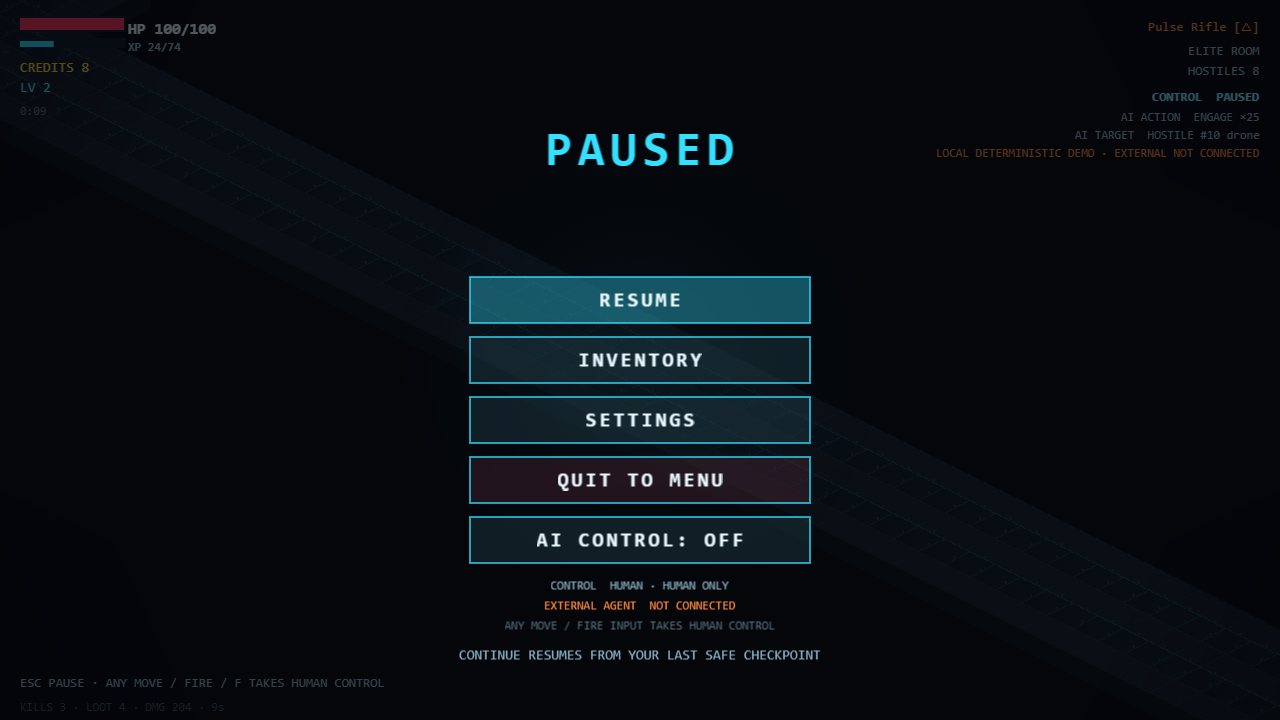 HP 100/100
XP 24/74
CREDITS 8
LV 2
0:09
Pulse Rifle [△]
ELITE ROOM
HOSTILES 8
CONTROL  PAUSED
AI ACTION  ENGAGE ×25
AI TARGET  HOSTILE #10 drone
LOCAL DETERMINISTIC DEMO · EXTERNAL NOT CONNECTED
PAUSED
RESUME
INVENTORY
SETTINGS
QUIT TO MENU
AI CONTROL: OFF
CONTROL  HUMAN · HUMAN ONLY
EXTERNAL AGENT  NOT CONNECTED
ANY MOVE / FIRE INPUT TAKES HUMAN CONTROL
CONTINUE RESUMES FROM YOUR LAST SAFE CHECKPOINT
ESC PAUSE · ANY MOVE / FIRE / F TAKES HUMAN CONTROL
KILLS 3 · LOOT 4 · DMG 204 · 9s